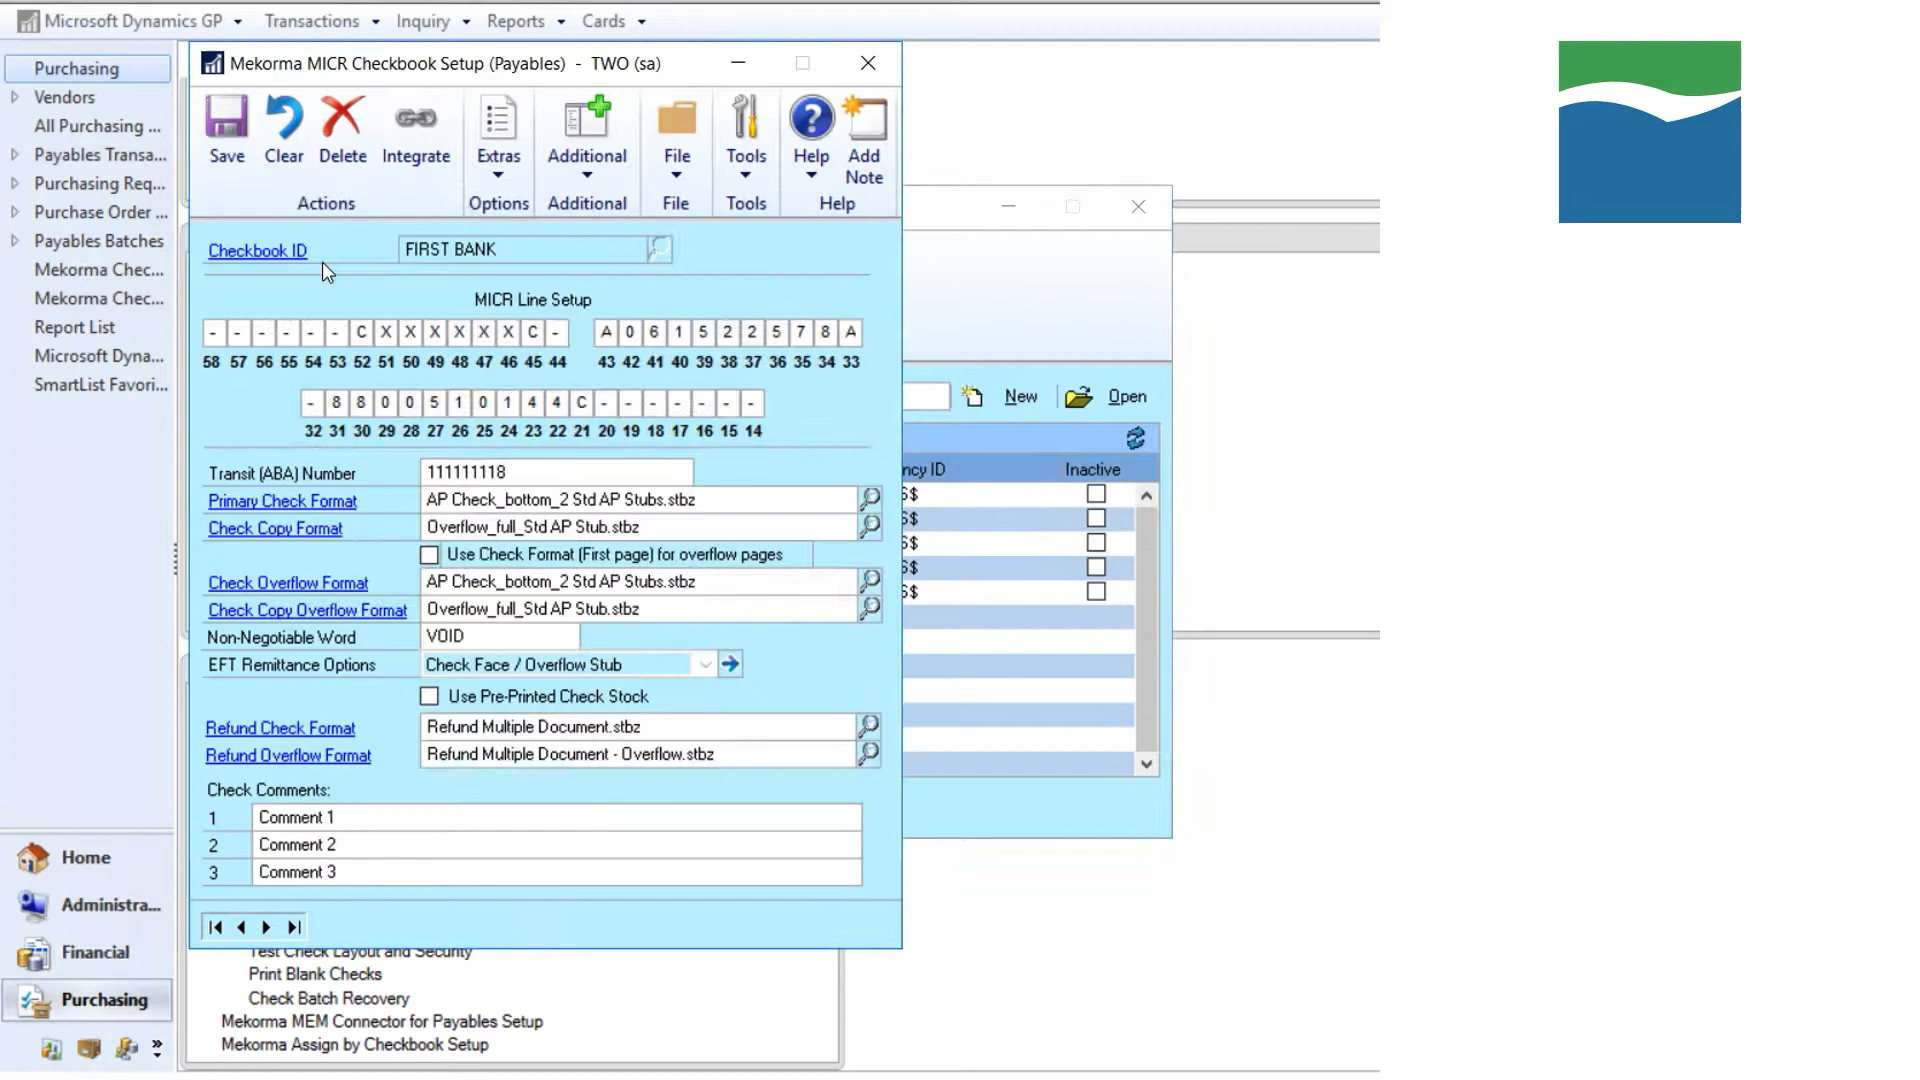 Microsoft Dynamics GP Transactions Inquiry Reports Cards
Purchasing
Vendors
All Purchasing ...
Payables Transa...
Purchasing Req...
Purchase Order ...
Payables Batches
Mekorma Chec...
Mekorma Chec...
Report List
Microsoft Dyna...
SmartList Favori...
Home
Administra...
Financial
Purchasing
Mekorma MICR Checkbook Setup (Payables) - TWO (sa)
Save Clear Delete Integrate Extras Additional File Tools Help Add Note
Actions Options Additional File Tools Help
Checkbook ID FIRST BANK
MICR Line Setup
- - - - - - C X X X X X X C - A 0 6 1 5 2 2 5 7 8 A
58 57 56 55 54 53 52 51 50 49 48 47 46 45 44 43 42 41 40 39 38 37 36 35 34 33
- 8 8 0 0 5 1 0 1 4 4 C - - - - - - -
32 31 30 29 28 27 26 25 24 23 22 21 20 19 18 17 16 15 14
Transit (ABA) Number 111111118
Primary Check Format AP Check_bottom_2 Std AP Stubs.stbz
Check Copy Format Overflow_full_Std AP Stub.stbz
Use Check Format (First page) for overflow pages
Check Overflow Format AP Check_bottom_2 Std AP Stubs.stbz
Check Copy Overflow Format Overflow_full_Std AP Stub.stbz
Non-Negotiable Word VOID
EFT Remittance Options Check Face / Overflow Stub
Use Pre-Printed Check Stock
Refund Check Format Refund Multiple Document.stbz
Refund Overflow Format Refund Multiple Document - Overflow.stbz
Check Comments:
1 Comment 1
2 Comment 2
3 Comment 3
New Open
ncy ID Inactive
S$
S$
S$
S$
S$
Test Check Layout and Security
Print Blank Checks
Check Batch Recovery
Mekorma MEM Connector for Payables Setup
Mekorma Assign by Checkbook Setup